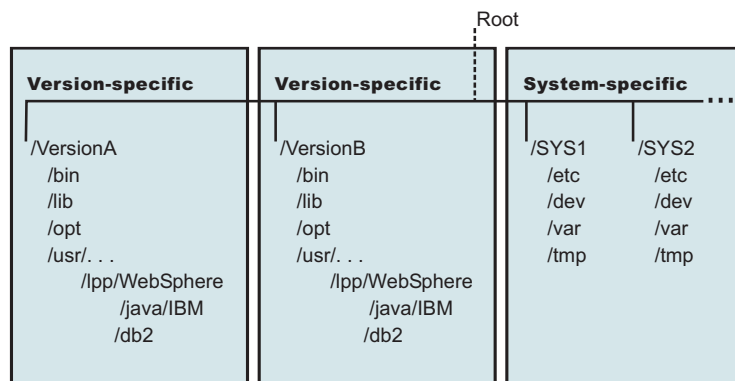 Root
Version-specific
/VersionA
/bin
/lib
/opt
/usr/. . .
/lpp/WebSphere
/java/IBM
/db2
Version-specific
/VersionB
/bin
/lib
/opt
/usr/. . .
/lpp/WebSphere
/java/IBM
/db2
System-specific
/SYS1
/etc
/dev
/var
/tmp
/SYS2
/etc
/dev
/var
/tmp
...